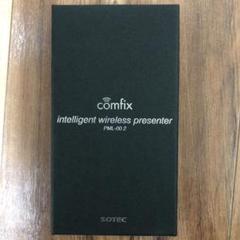 comfix
intelligent wireless presenter
PML-00 2
SOTEC